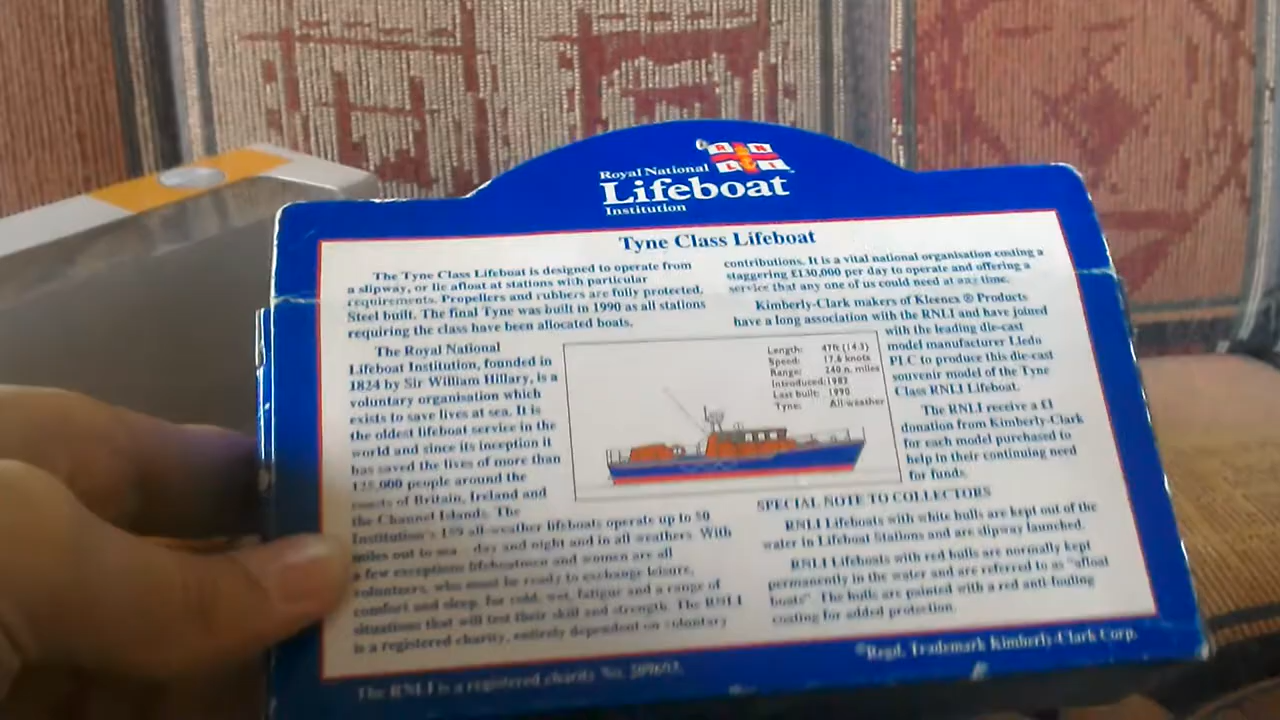 R N
L I
Royal National
Lifeboat
Institution
Tyne Class Lifeboat
The Tyne Class Lifeboat is designed to operate from
a slipway, or lie afloat at stations with particular
requirements. Propellers and rubbers are fully protected.
Steel built. The final Tyne was built in 1990 as all stations
requiring the class have been allocated boats.
The Royal National
Lifeboat Institution, founded in
1824 by Sir William Hillary, is a
voluntary organisation which
exists to save lives at sea. It is
the oldest lifeboat service in the
world and since its inception it
has saved the lives of more than
125,000 people around the
coasts of Britain, Ireland and
the Channel Islands. The
Institution's 159 all-weather lifeboats operate up to 50
miles out to sea day and night and in all weathers. With
a few exceptions lifeboatmen and women are all
volunteers, who must be ready to exchange leisure,
comfort and sleep, for cold, wet, fatigue and a range of
situations that will test their skill and strength. The RNLI
is a registered charity, entirely dependent on voluntary
contributions. It is a vital national organisation costing a
staggering £130,000 per day to operate and offering a
service that any one of us could need at any time.
Kimberly-Clark makers of Kleenex ® Products
have a long association with the RNLI and have joined
with the leading die-cast
model manufacturer Lledo
PLC to produce this die-cast
souvenir model of the Tyne
Class RNLI Lifeboat.
The RNLI receive a £1
donation from Kimberly-Clark
for each model purchased to
help in their continuing need
for funds.
Length: 47ft (14.3)
Speed: 17.6 knots
Range: 240 n. miles
Introduced: 1982
Last built: 1990
Tyne: All-weather
SPECIAL NOTE TO COLLECTORS
RNLI Lifeboats with white hulls are kept out of the
water in Lifeboat Stations and are slipway launched.
RNLI Lifeboats with red hulls are normally kept
permanently in the water and are referred to as "afloat
boats". The hulls are painted with a red anti-fouling
coating for added protection.
The RNLI is a registered charity No. 209603.
©Regd. Trademark Kimberly-Clark Corp.